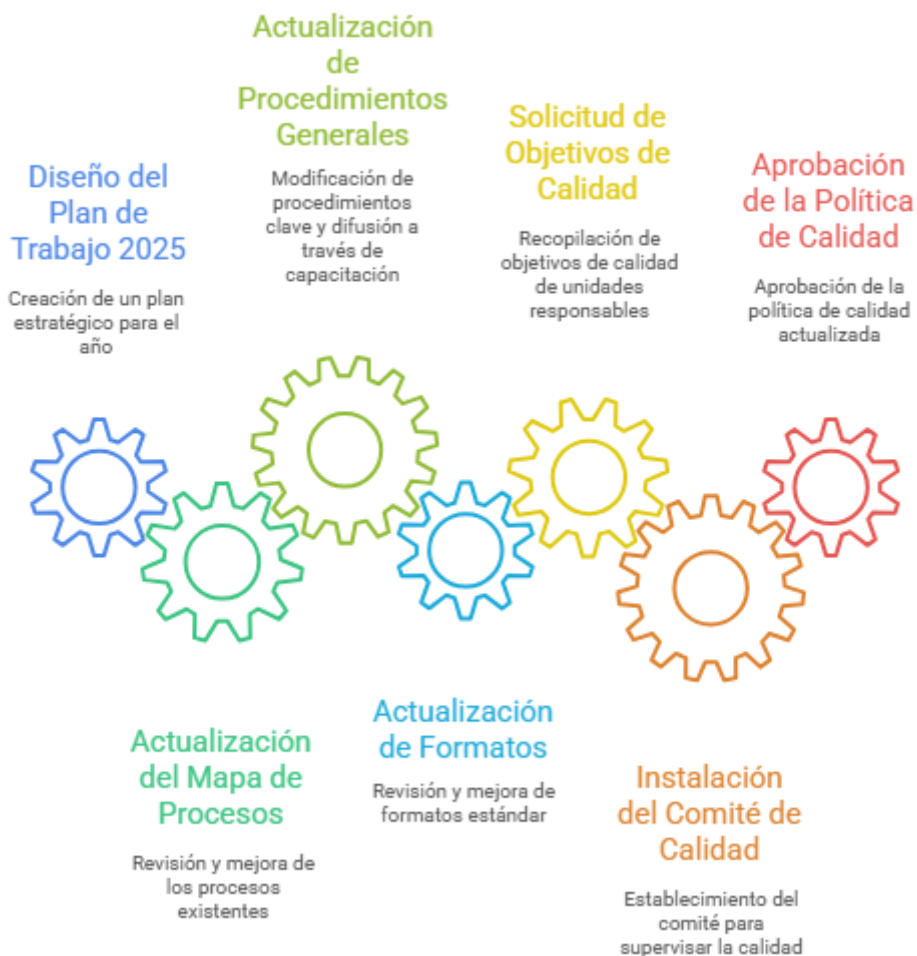 Diseño del
Plan de
Trabajo 2025
Creación de un plan
estratégico para el
año
Actualización
del Mapa de
Procesos
Revisión y mejora de
los procesos
existentes
Actualización
de
Procedimientos
Generales
Modificación de
procedimientos
clave y difusión a
través de
capacitación
Actualización
de Formatos
Revisión y mejora de
formatos estándar
Solicitud de
Objetivos de
Calidad
Recopilación de
objetivos de calidad
de unidades
responsables
Instalación
del Comité de
Calidad
Establecimiento del
comité para
supervisar la calidad
Aprobación
de la Política
de Calidad
Aprobación de la
política de calidad
actualizada